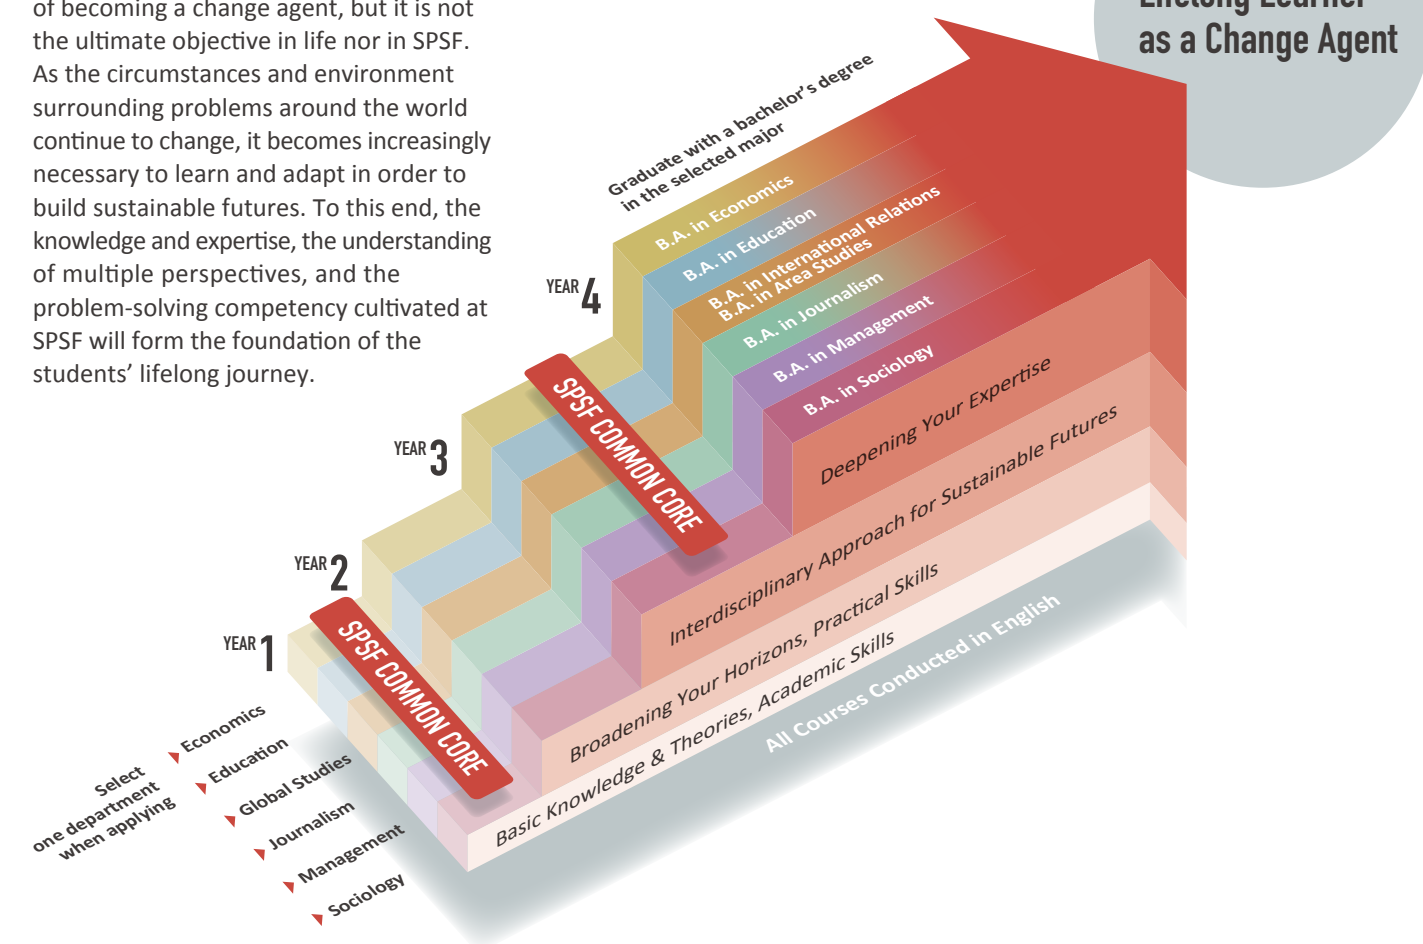 of becoming a change agent, but it is not
the ultimate objective in life nor in SPSF.
As the circumstances and environment
surrounding problems around the world
continue to change, it becomes increasingly
necessary to learn and adapt in order to
build sustainable futures. To this end, the
knowledge and expertise, the understanding
of multiple perspectives, and the
problem-solving competency cultivated at
SPSF will form the foundation of the
students’ lifelong journey.
Lifelong Learner
as a Change Agent
Graduate with a bachelor’s degree
in the selected major
B.A. in Economics
B.A. in Education
B.A. in International Relations
B.A. in Area Studies
B.A. in Journalism
B.A. in Management
B.A. in Sociology
YEAR 4
YEAR 3
YEAR 2
YEAR 1
SPSF COMMON CORE
SPSF COMMON CORE
Deepening Your Expertise
Interdisciplinary Approach for Sustainable Futures
Broadening Your Horizons, Practical Skills
Basic Knowledge & Theories, Academic Skills
All Courses Conducted in English
Select
one department
when applying
Economics
Education
Global Studies
Journalism
Management
Sociology